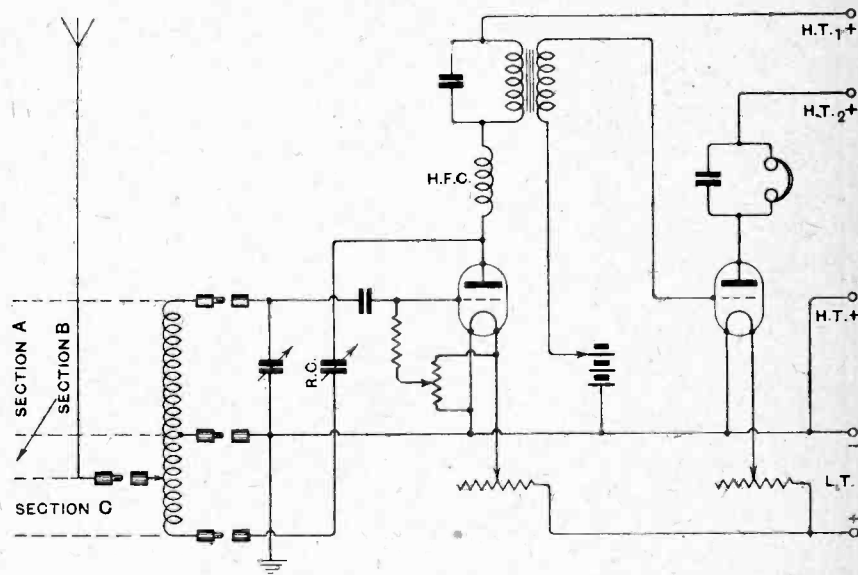 H.T.1+
H.T.2+
H.F.C.
SECTION A
SECTION B
R.C.
H.T.+
SECTION C
-
L.T.
+